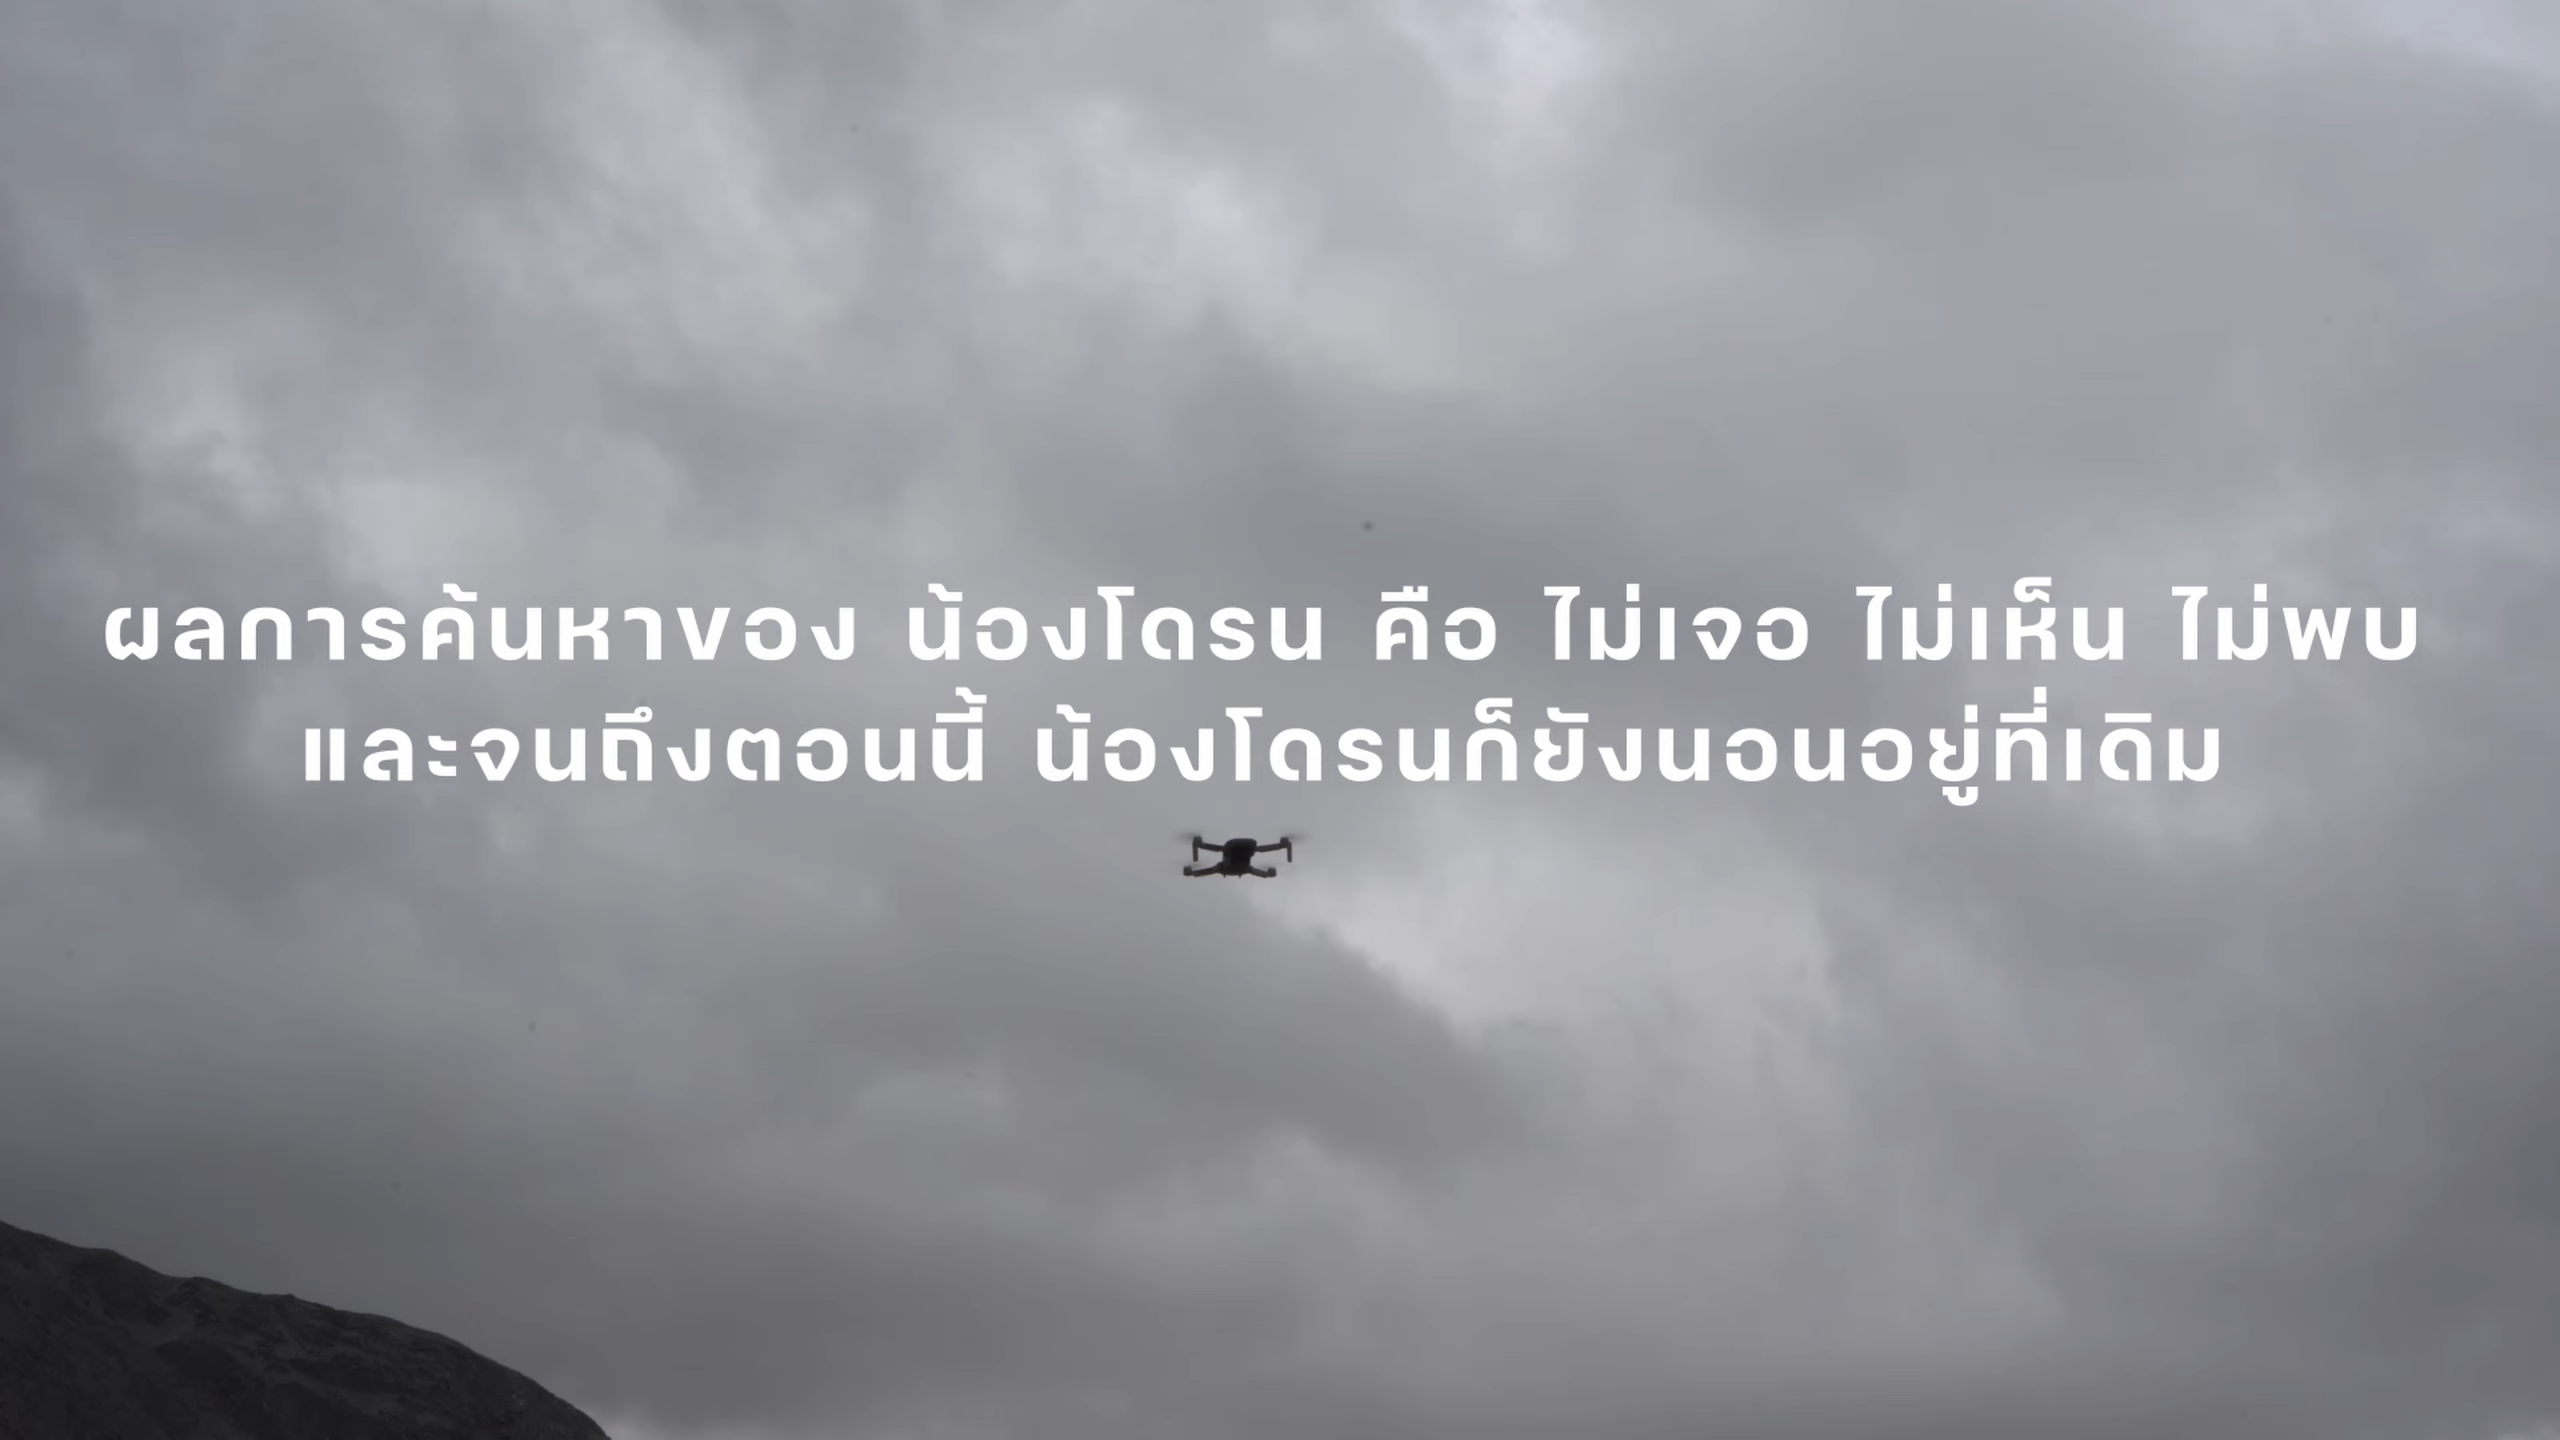 ผลการค้นหาของ น้องโดรน คือ ไม่เจอ ไม่เห็น ไม่พบ
และจนถึงตอนนี้ น้องโดรนก็ยังนอนอยู่ที่เดิม